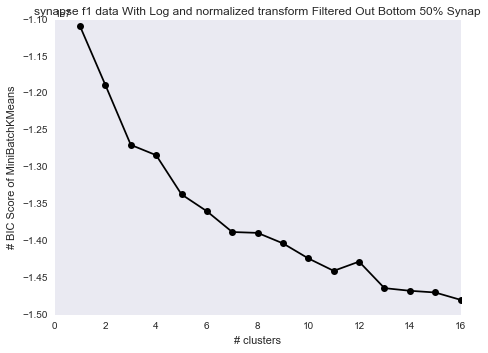 synapse f1 data With Log and normalized transform Filtered Out Bottom 50% Synap
−1.10
−1.15
−1.20
−1.25
−1.30
−1.35
−1.40
−1.45
−1.50
# BIC Score of MiniBatchKMeans
0 2 4 6 8 10 12 14 16
# clusters